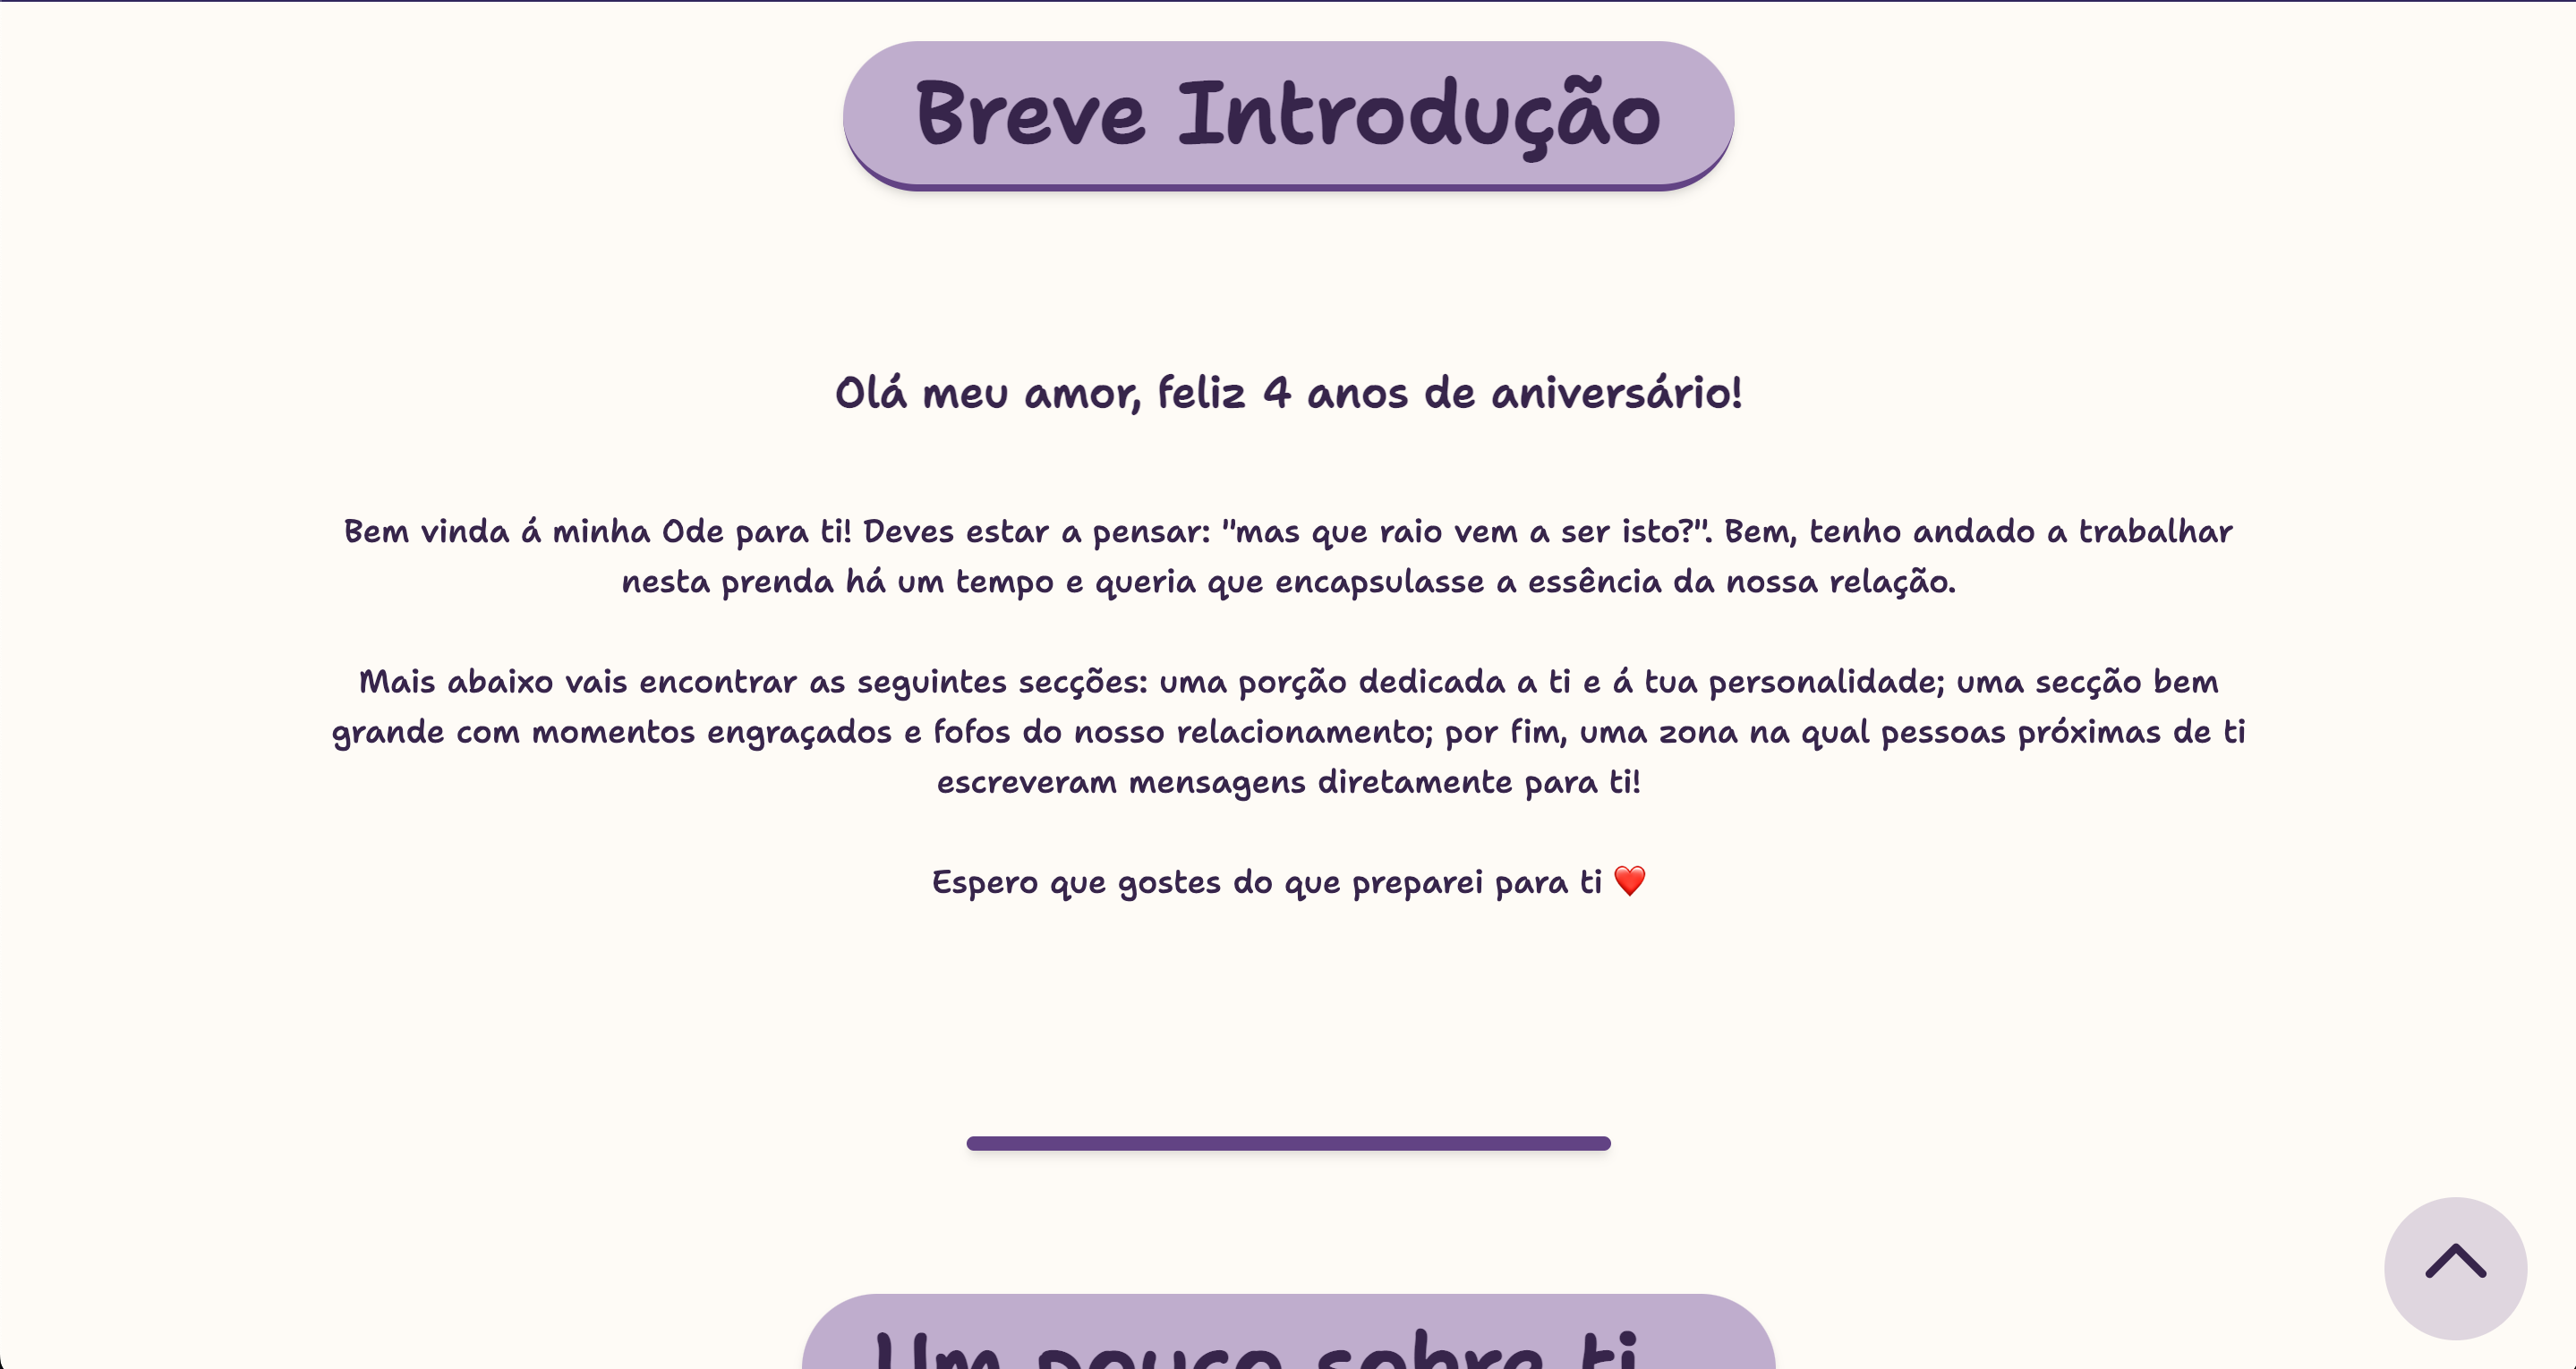 Breve Introdução
Olá meu amor, feliz 4 anos de aniversário!
Bem vinda á minha Ode para ti! Deves estar a pensar: "mas que raio vem a ser isto?". Bem, tenho andado a trabalhar
nesta prenda há um tempo e queria que encapsulasse a essência da nossa relação.
Mais abaixo vais encontrar as seguintes secções: uma porção dedicada a ti e á tua personalidade; uma secção bem
grande com momentos engraçados e fofos do nosso relacionamento; por fim, uma zona na qual pessoas próximas de ti
escreveram mensagens diretamente para ti!
Espero que gostes do que preparei para ti ❤️
Um pouco sobre ti